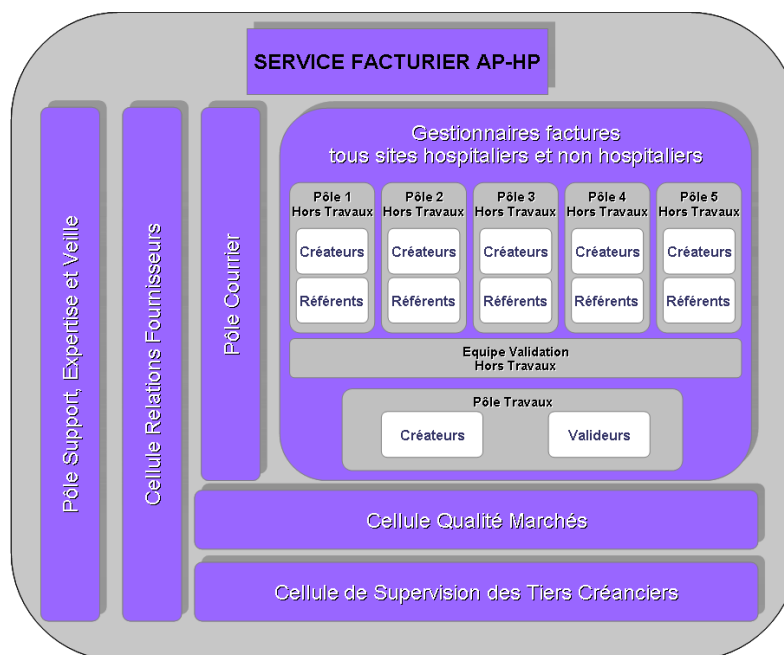 SERVICE FACTURIER AP-HP
Pôle Support, Expertise et Veille
Cellule Relations Fournisseurs
Pôle Courrier
Gestionnaires factures
tous sites hospitaliers et non hospitaliers
Pôle 1
Hors Travaux
Créateurs
Référents
Pôle 2
Hors Travaux
Créateurs
Référents
Pôle 3
Hors Travaux
Créateurs
Référents
Pôle 4
Hors Travaux
Créateurs
Référents
Pôle 5
Hors Travaux
Créateurs
Référents
Equipe Validation
Hors Travaux
Pôle Travaux
Créateurs
Valideurs
Cellule Qualité Marchés
Cellule de Supervision des Tiers Créanciers